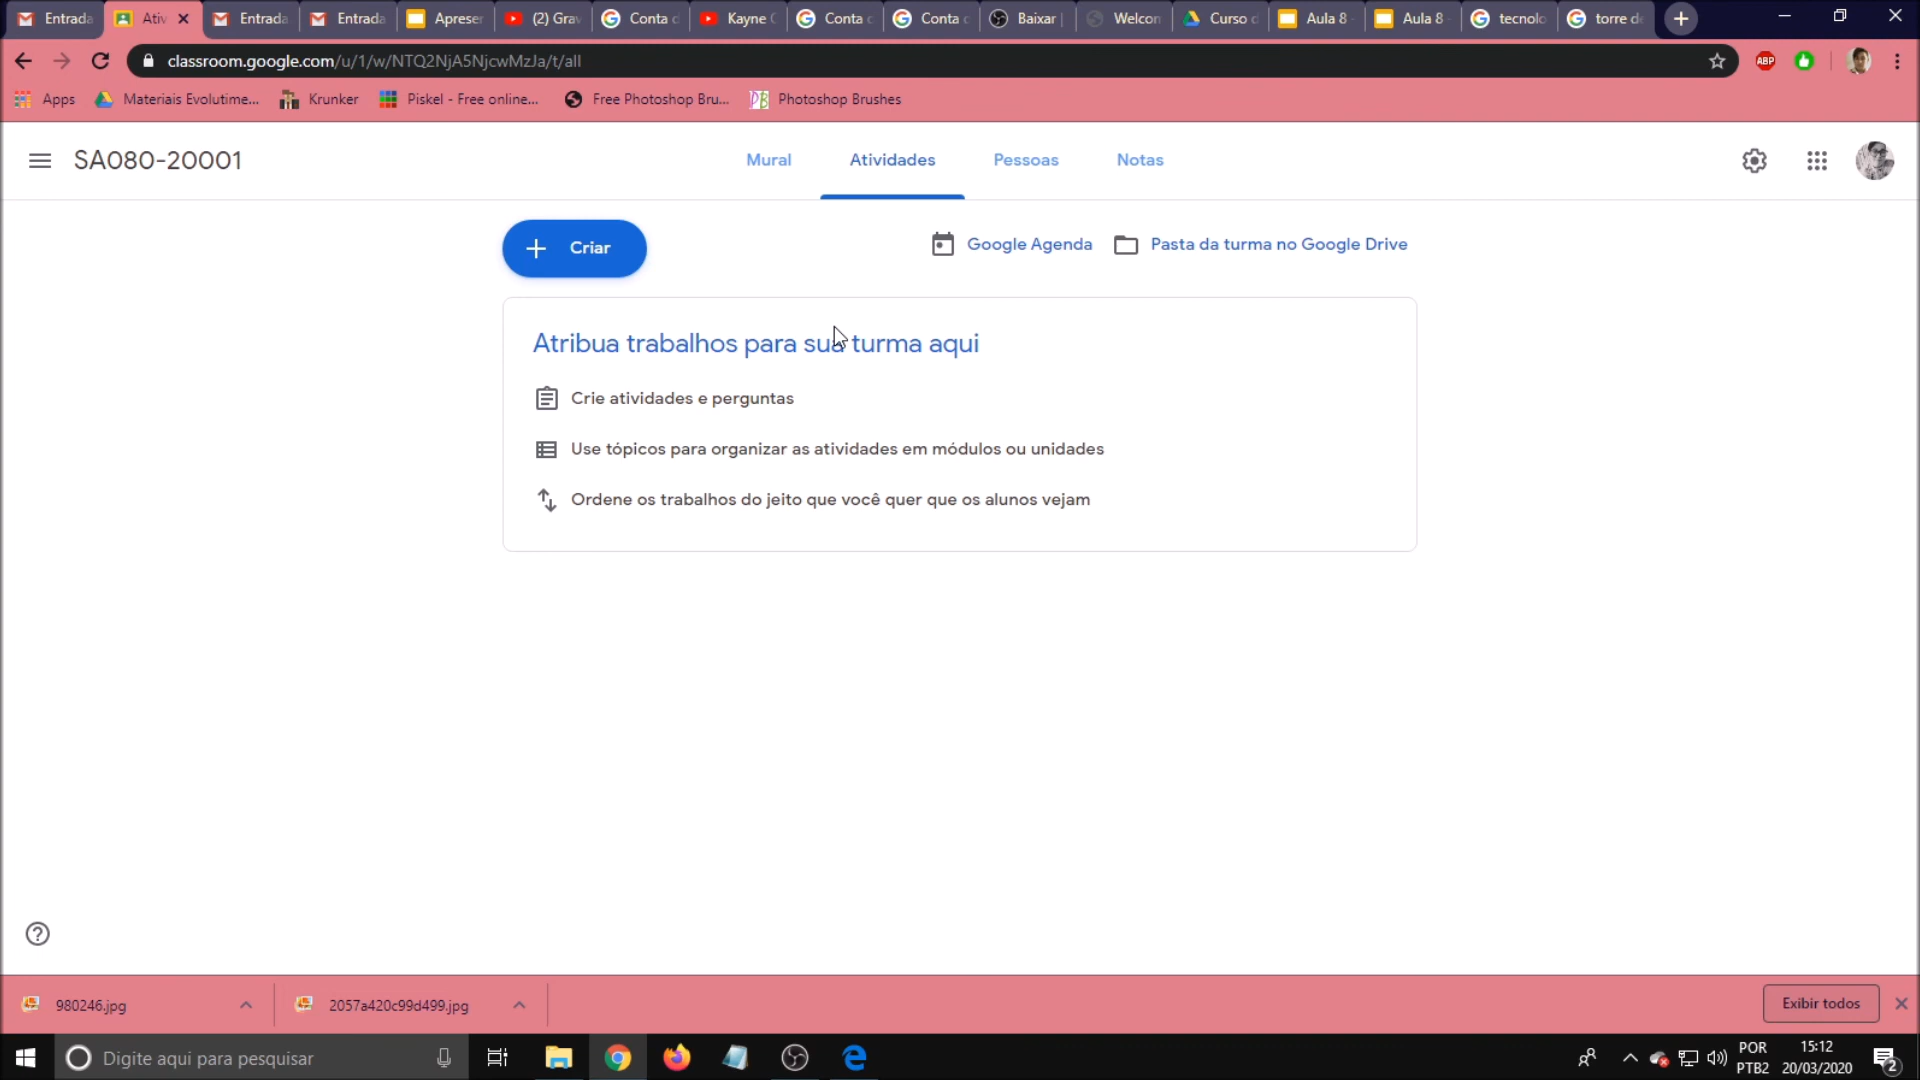 Entrada
Ativ
Entrada
Entrada
Apresen
(2) Grav
Conta d
Kayne
Conta c
Conta c
Baixar
Welcon
Curso d
Aula 8
Aula 8
tecnolo
torre de
classroom.google.com/u/1/w/NTQ2NjA5NjcwMzJa/t/all
ABP
Apps
Materiais Evolutime...
Krunker
Piskel - Free online...
Free Photoshop Bru...
Photoshop Brushes
SA080-20001
Mural
Atividades
Pessoas
Notas
Criar
Google Agenda
Pasta da turma no Google Drive
Atribua trabalhos para sua turma aqui
Crie atividades e perguntas
Use tópicos para organizar as atividades em módulos ou unidades
Ordene os trabalhos do jeito que você quer que os alunos vejam
980246.jpg
2057a420c99d499.jpg
Exibir todos
Digite aqui para pesquisar
POR
15:12
PTB2
20/03/2020
2